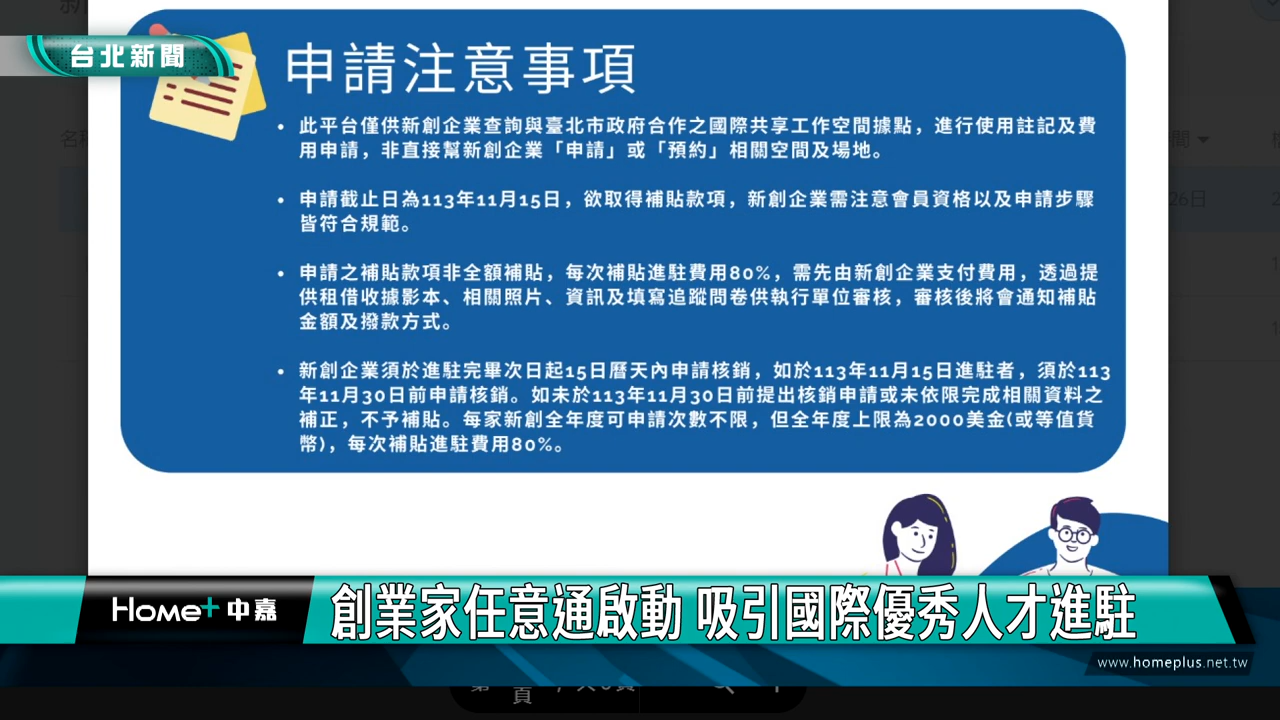 台北新聞
申請注意事項
• 此平台僅供新創企業查詢與臺北市政府合作之國際共享工作空間據點，進行使用註記及費
用申請，非直接幫新創企業「申請」或「預約」相關空間及場地。
• 申請截止日為113年11月15日，欲取得補貼款項，新創企業需注意會員資格以及申請步驟
皆符合規範。
• 申請之補貼款項非全額補貼，每次補貼進駐費用80%，需先由新創企業支付費用，透過提
供租借收據影本、相關照片、資訊及填寫追蹤問卷供執行單位審核，審核後將會通知補貼
金額及撥款方式。
• 新創企業須於進駐完畢次日起15日曆天內申請核銷，如於113年11月15日進駐者，須於113
年11月30日前申請核銷。如未於113年11月30日前提出核銷申請或未依限完成相關資料之
補正，不予補貼。每家新創全年度可申請次數不限，但全年度上限為2000美金(或等值貨
幣)，每次補貼進駐費用80%。
26日
Home+ 中嘉
創業家任意通啟動 吸引國際優秀人才進駐
www.homeplus.net.tw